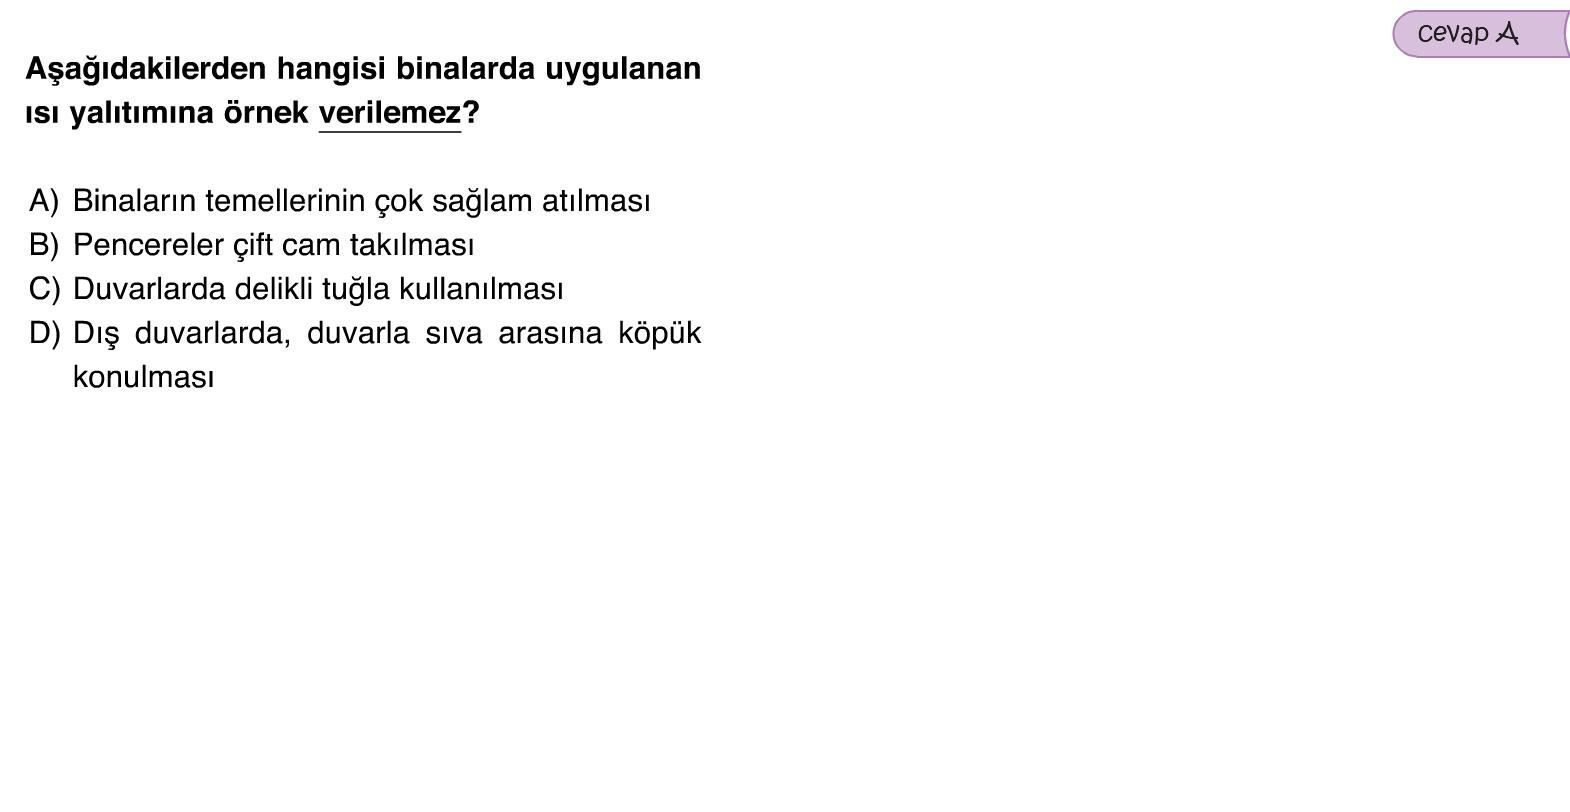 cevap A
Aşağıdakilerden hangisi binalarda uygulanan
ısı yalıtımına örnek verilemez?
A) Binaların temellerinin çok sağlam atılması
B) Pencereler çift cam takılması
C) Duvarlarda delikli tuğla kullanılması
D) Dış duvarlarda, duvarla sıva arasına köpük
konulması